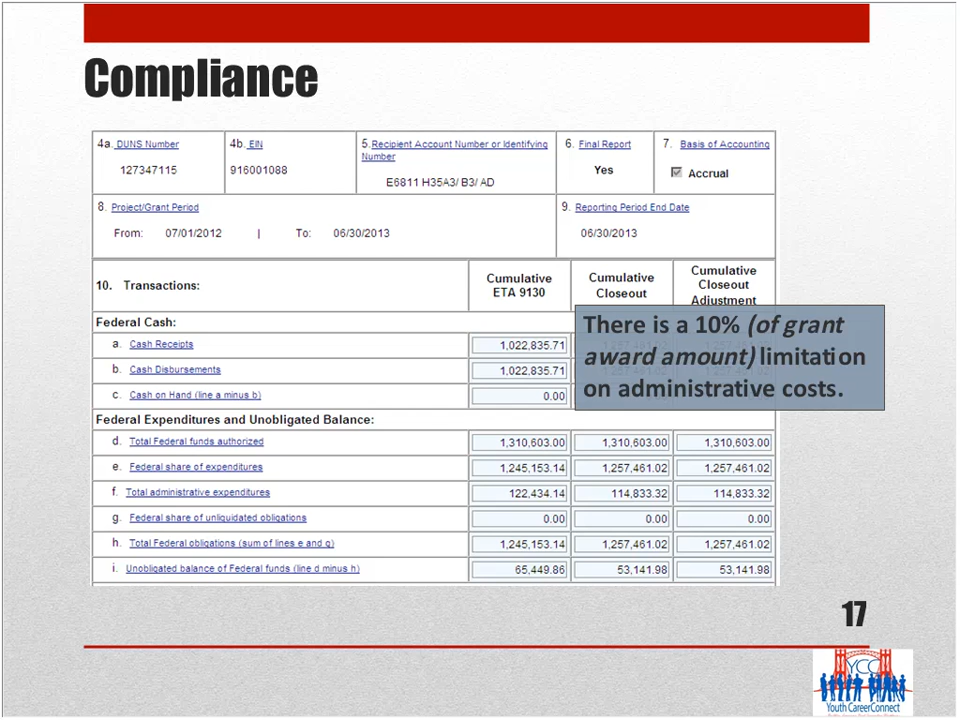 Compliance
4a. DUNS Number
127347115
4b. EIN
916001088
5. Recipient Account Number or Identifying
Number
E6811 H35A3/ B3/ AD
6. Final Report
Yes
7. Basis of Accounting
Accrual
8. Project/Grant Period
From: 07/01/2012 | To: 06/30/2013
9. Reporting Period End Date
06/30/2013
10. Transactions:
Cumulative
ETA 9130
Cumulative
Closeout
Cumulative
Closeout
Adjustment
Federal Cash:
a. Cash Receipts 1,022,835.71
b. Cash Disbursements 1,022,835.71
c. Cash on Hand (line a minus b) 0.00
There is a 10% (of grant
award amount) limitation
on administrative costs.
Federal Expenditures and Unobligated Balance:
d. Total Federal funds authorized 1,310,603.00 1,310,603.00 1,310,603.00
e. Federal share of expenditures 1,245,153.14 1,257,461.02 1,257,461.02
f. Total administrative expenditures 122,434.14 114,833.32 114,833.32
g. Federal share of unliquidated obligations 0.00 0.00 0.00
h. Total Federal obligations (sum of lines e and g) 1,245,153.14 1,257,461.02 1,257,461.02
i. Unobligated balance of Federal funds (line d minus h) 65,449.86 53,141.98 53,141.98
17
YCC
Youth CareerConnect